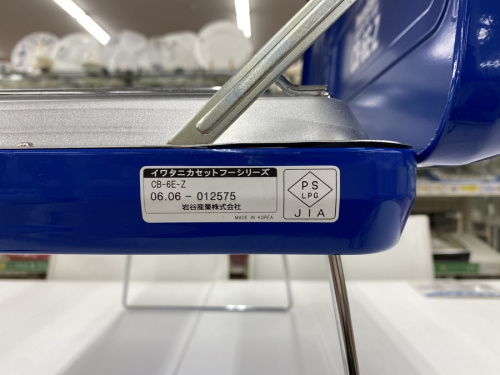 イワタニカセットフーシリーズ
CB-6E-Z
06.06 - 012575
岩谷産業株式会社
MADE IN KOREA
PS
LPG
JIA